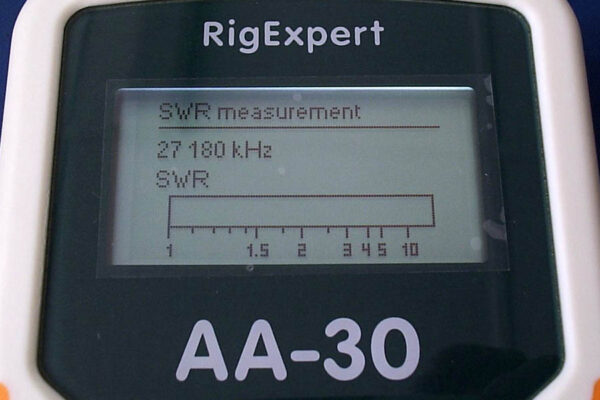 RigExpert
SWR measurement
27 180 kHz
SWR
1 1.5 2 3 4 5 10
AA-30